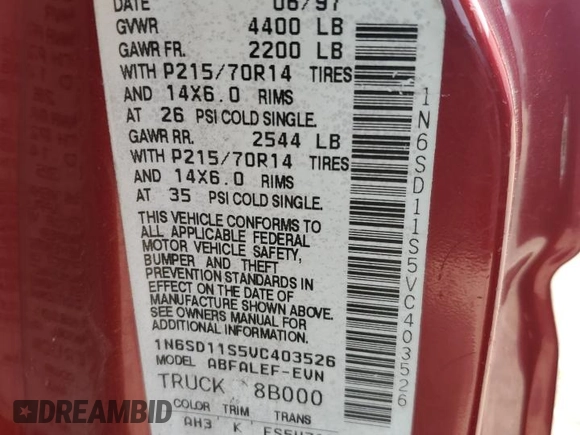 DATE 06/97
GVWR 4400 LB
GAWR FR. 2200 LB
WITH P215/70R14 TIRES
AND 14X6.0 RIMS
AT 26 PSI COLD SINGLE.
GAWR RR. 2544 LB
WITH P215/70R14 TIRES
AND 14X6.0 RIMS
AT 35 PSI COLD SINGLE.
THIS VEHICLE CONFORMS TO
ALL APPLICABLE FEDERAL
MOTOR VEHICLE SAFETY,
BUMPER AND THEFT
PREVENTION STANDARDS IN
EFFECT ON THE DATE OF
MANUFACTURE SHOWN ABOVE.
SEE OWNERS MANUAL FOR
ADDITIONAL INFORMATION.
1N6SD11S5VC403526
MODEL ABFALEF-EVN
TRUCK 8B000
COLOR TRIM TRANS
AH3 K
1N6SD11S5VC403526
DREAMBID